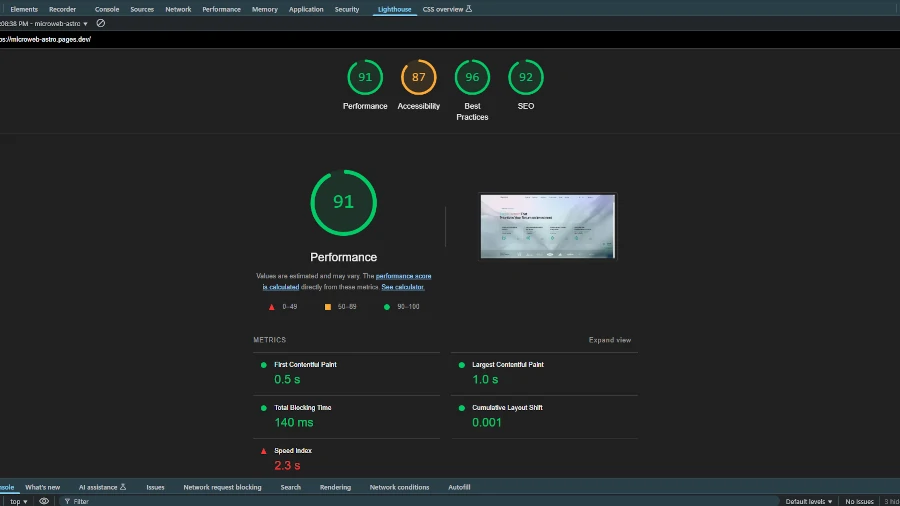 Elements Recorder Console Sources Network Performance Memory Application Security Lighthouse CSS overview
:08:38 PM - microweb-astro
ps://microweb-astro.pages.dev/
91 87 96 92
Performance Accessibility Best Practices SEO
91
Performance
Values are estimated and may vary. The performance score
is calculated directly from these metrics. See calculator.
0–49 50–89 90–100
METRICS Expand view
First Contentful Paint
0.5 s
Largest Contentful Paint
1.0 s
Total Blocking Time
140 ms
Cumulative Layout Shift
0.001
Speed Index
2.3 s
nsole What's new AI assistance Issues Network request blocking Search Rendering Network conditions Autofill
top Filter Default levels No Issues 3 hid